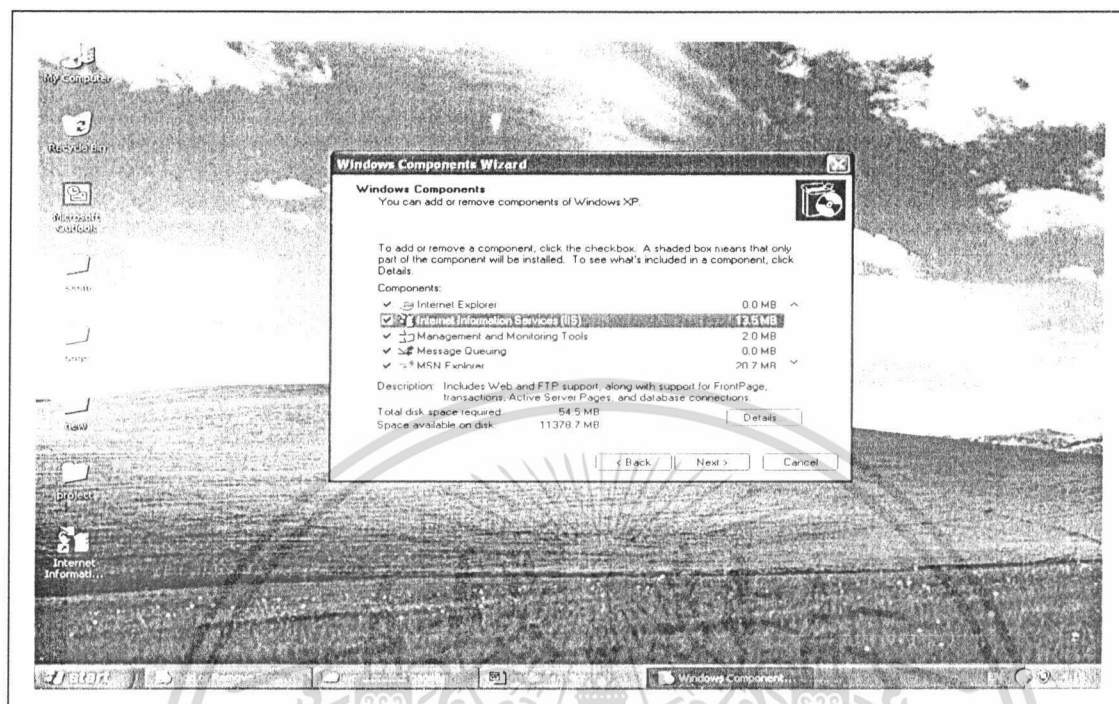 My Computer
Recycle Bin
Microsoft
Outlook
project
Internet
Informati...
Windows Components Wizard
Windows Components
You can add or remove components of Windows XP.
To add or remove a component, click the checkbox. A shaded box means that only
part of the component will be installed. To see what's included in a component, click
Details.
Components:
Internet Explorer 0.0 MB
Internet Information Services (IIS) 13.5 MB
Management and Monitoring Tools 2.0 MB
Message Queuing 0.0 MB
MSN Explorer 20.7 MB
Description: Includes Web and FTP support, along with support for FrontPage,
transactions, Active Server Pages, and database connections.
Total disk space required: 54.5 MB
Space available on disk: 11378.7 MB
Details...
< Back Next > Cancel
start Add or Remove Windows Component...